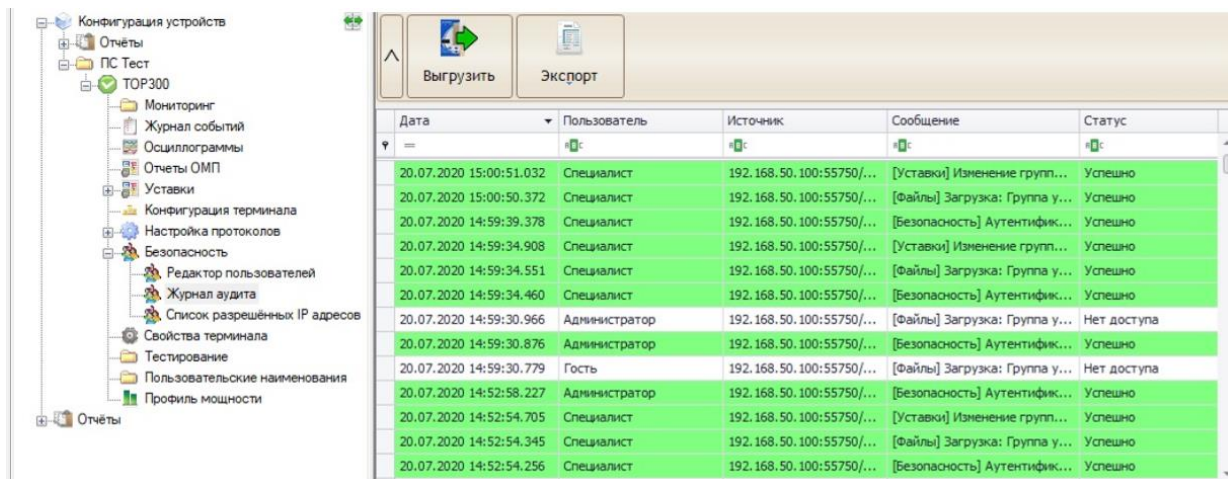 Конфигурация устройств
Отчёты
ПС Тест
ТОР300
Мониторинг
Журнал событий
Осциллограммы
Отчеты ОМП
Уставки
Конфигурация терминала
Настройка протоколов
Безопасность
Редактор пользователей
Журнал аудита
Список разрешённых IP адресов
Свойства терминала
Тестирование
Пользовательские наименования
Профиль мощности
Отчёты
Выгрузить Экспорт
Дата Пользователь Источник Сообщение Статус
=
20.07.2020 15:00:51.032 Специалист 192.168.50.100:55750/... [Уставки] Изменение групп... Успешно
20.07.2020 15:00:50.372 Специалист 192.168.50.100:55750/... [Файлы] Загрузка: Группа у... Успешно
20.07.2020 14:59:39.378 Специалист 192.168.50.100:55750/... [Безопасность] Аутентифик... Успешно
20.07.2020 14:59:34.908 Специалист 192.168.50.100:55750/... [Уставки] Изменение групп... Успешно
20.07.2020 14:59:34.551 Специалист 192.168.50.100:55750/... [Файлы] Загрузка: Группа у... Успешно
20.07.2020 14:59:34.460 Специалист 192.168.50.100:55750/... [Безопасность] Аутентифик... Успешно
20.07.2020 14:59:30.966 Администратор 192.168.50.100:55750/... [Файлы] Загрузка: Группа у... Нет доступа
20.07.2020 14:59:30.876 Администратор 192.168.50.100:55750/... [Безопасность] Аутентифик... Успешно
20.07.2020 14:59:30.779 Гость 192.168.50.100:55750/... [Файлы] Загрузка: Группа у... Нет доступа
20.07.2020 14:52:58.227 Администратор 192.168.50.100:55750/... [Безопасность] Аутентифик... Успешно
20.07.2020 14:52:54.705 Специалист 192.168.50.100:55750/... [Уставки] Изменение групп... Успешно
20.07.2020 14:52:54.345 Специалист 192.168.50.100:55750/... [Файлы] Загрузка: Группа у... Успешно
20.07.2020 14:52:54.256 Специалист 192.168.50.100:55750/... [Безопасность] Аутентифик... Успешно